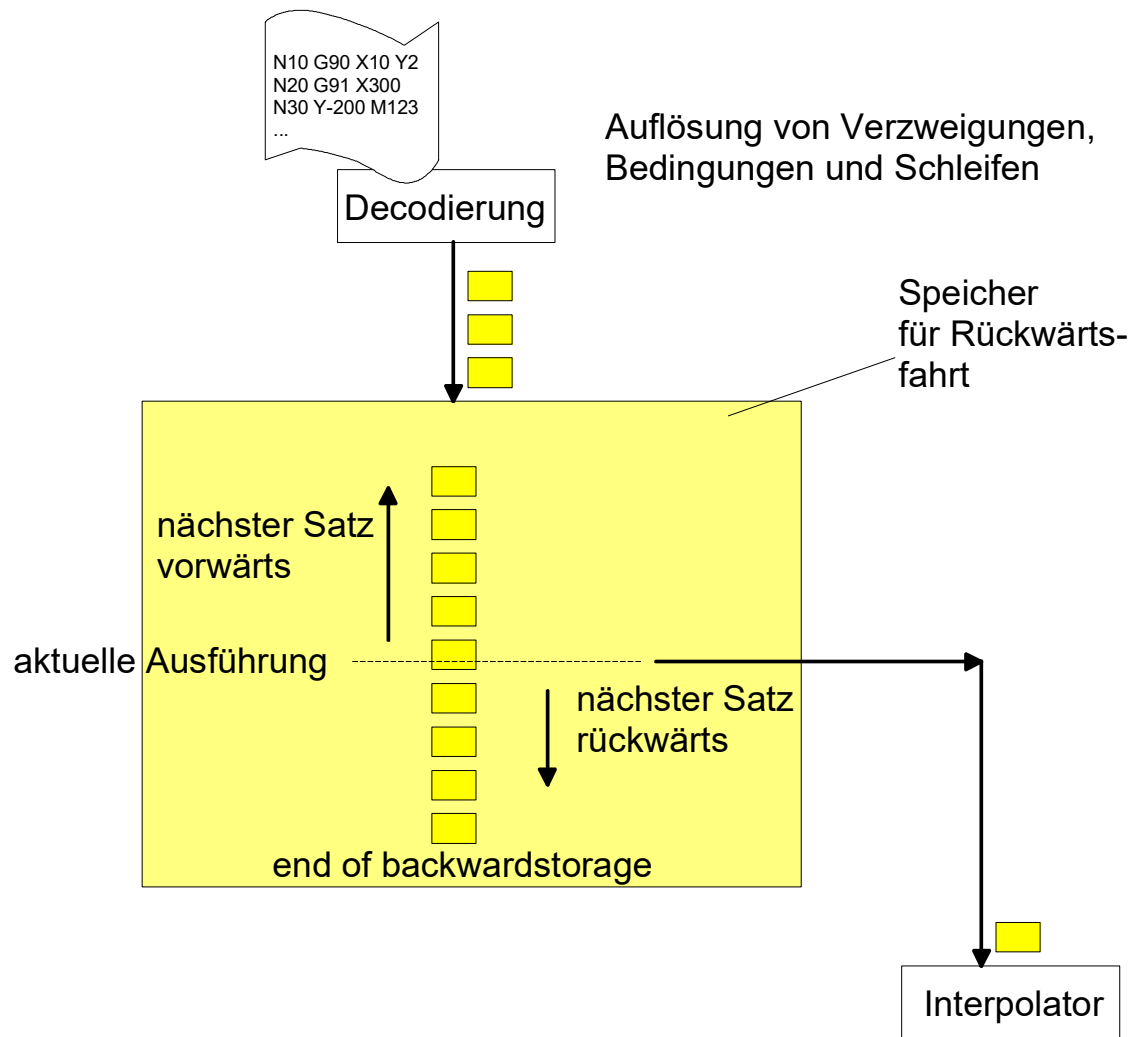 N10 G90 X10 Y2
N20 G91 X300
N30 Y-200 M123
...
Auflösung von Verzweigungen,
Bedingungen und Schleifen
Decodierung
Speicher
für Rückwärts-
fahrt
nächster Satz
vorwärts
aktuelle Ausführung
nächster Satz
rückwärts
end of backwardstorage
Interpolator